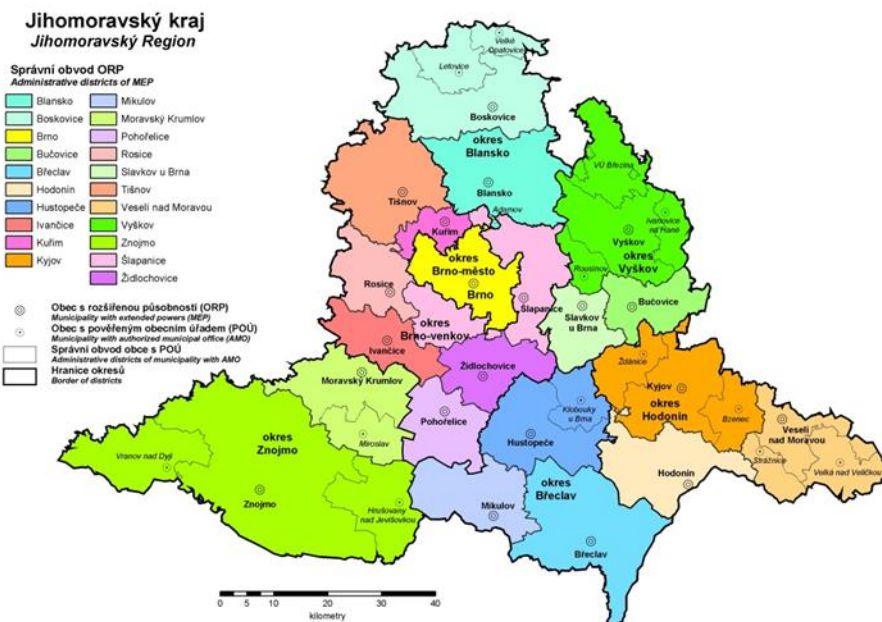 Jihomoravský kraj
Jihomoravský Region
Správní obvod ORP
Administrative districts of MEP
Blansko
Boskovice
Brno
Bučovice
Břeclav
Hodonín
Hustopeče
Ivančice
Kuřim
Kyjov
Mikulov
Moravský Krumlov
Pohořelice
Rosice
Slavkov u Brna
Tišnov
Veselí nad Moravou
Vyškov
Znojmo
Šlapanice
Židlochovice
Obec s rozšířenou působností (ORP)
Municipality with extended powers (MEP)
Obec s pověřeným obecním úřadem (POÚ)
Municipality with authorized municipal office (AMO)
Správní obvod obce s POÚ
Administrative districts of municipality with AMO
Hranice okresů
Border of districts
Velké
Opatovice
Letovice
Boskovice
okres
Blansko
Blansko
Adamov
Tišnov
Kuřim
VÚ Březina
Ivanovice
na Hané
Vyškov
okres
Vyškov
Rousínov
okres
Brno-město
Brno
Rosice
Šlapanice
Slavkov
u Brna
Bučovice
okres
Brno-venkov
Ivančice
Židlochovice
Ždánice
Kyjov
okres
Hodonín
Bzenec
Moravský Krumlov
Miroslav
Pohořelice
Klobouky
u Brna
Hustopeče
Veselí
nad Moravou
Strážnice
Velká nad Veličkou
Hodonín
okres
Znojmo
Vranov nad Dyjí
Znojmo
Hrušovany
nad Jevišovkou
Mikulov
okres
Břeclav
Břeclav
0 10 20 30 40
kilometry